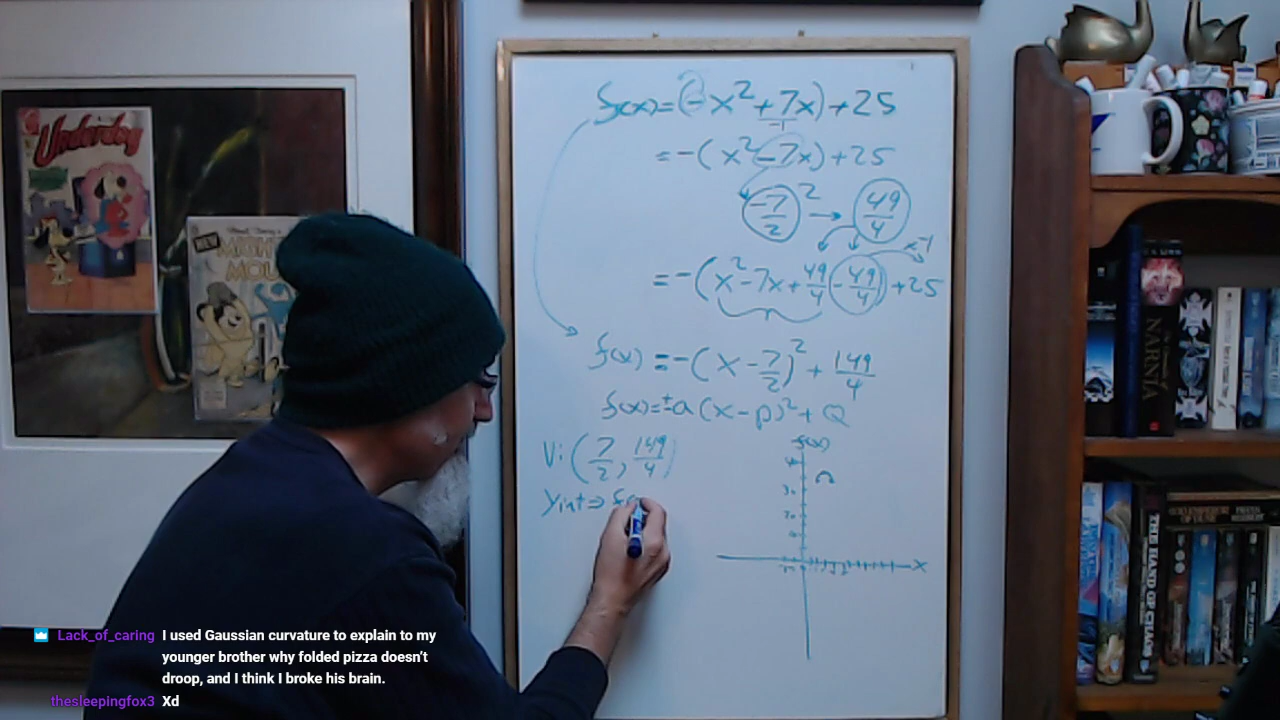 Underdog
NEW
MIGHTY
MOUSE
f(x) = (-x² + 7x) + 25
= -(x² - 7x) + 25
(-7/2)² → 49/4
x-1
= -(x² - 7x + 49/4 - 49/4) + 25
f(x) = -(x - 7/2)² + 149/4
f(x) = ±a(x - p)² + Q
V: (7/2, 149/4)
Yint ⇒ f(
f(x)
x
NARNIA
THE HAND OF CHAOS
Lack_of_caring I used Gaussian curvature to explain to my
younger brother why folded pizza doesn't
droop, and I think I broke his brain.
thesleepingfox3 Xd